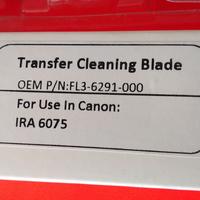 Transfer Cleaning Blade
OEM P/N:FL3-6291-000
For Use In Canon:
IRA 6075